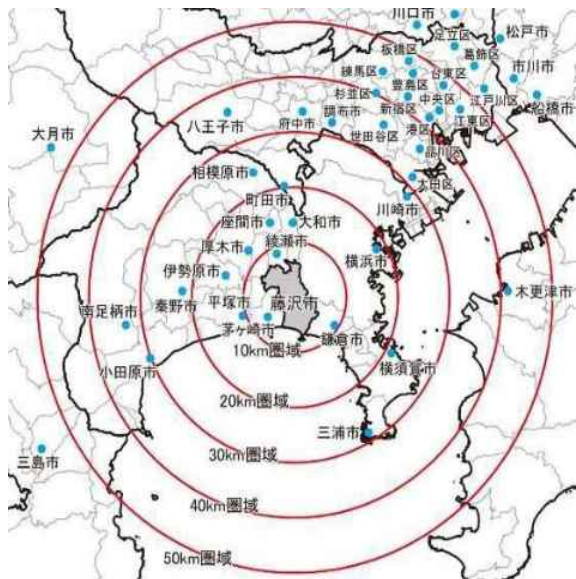 川口市
足立区
松戸市
板橋区
葛飾区
練馬区
台東区
市川市
豊島区
杉並区
中央区
江戸川区
船橋市
新宿区
八王子市
府中市
調布市
世田谷区
港区
江東区
大月市
品川区
相模原市
太田区
町田市
川崎市
座間市
大和市
厚木市
綾瀬市
横浜市
伊勢原市
秦野市
平塚市
藤沢市
木更津市
南足柄市
茅ヶ崎市
鎌倉市
10km圏域
小田原市
横須賀市
20km圏域
三浦市
30km圏域
三島市
40km圏域
50km圏域